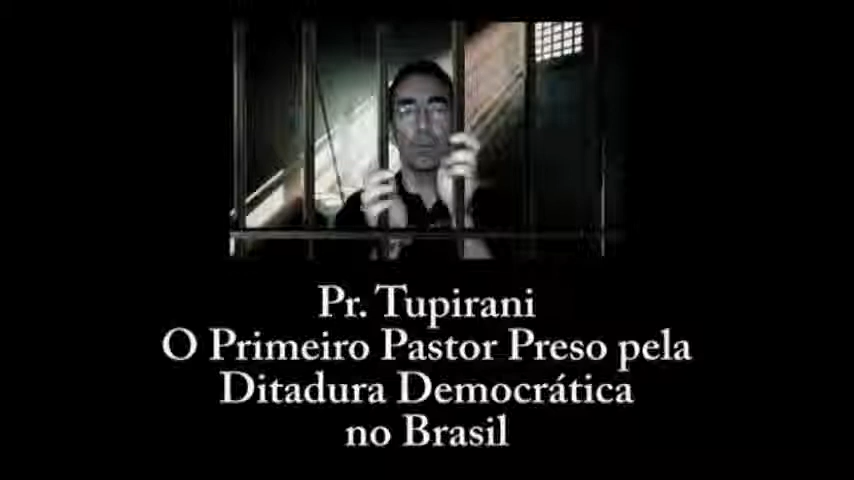 Pr. Tupirani
O Primeiro Pastor Preso pela
Ditadura Democrática
no Brasil